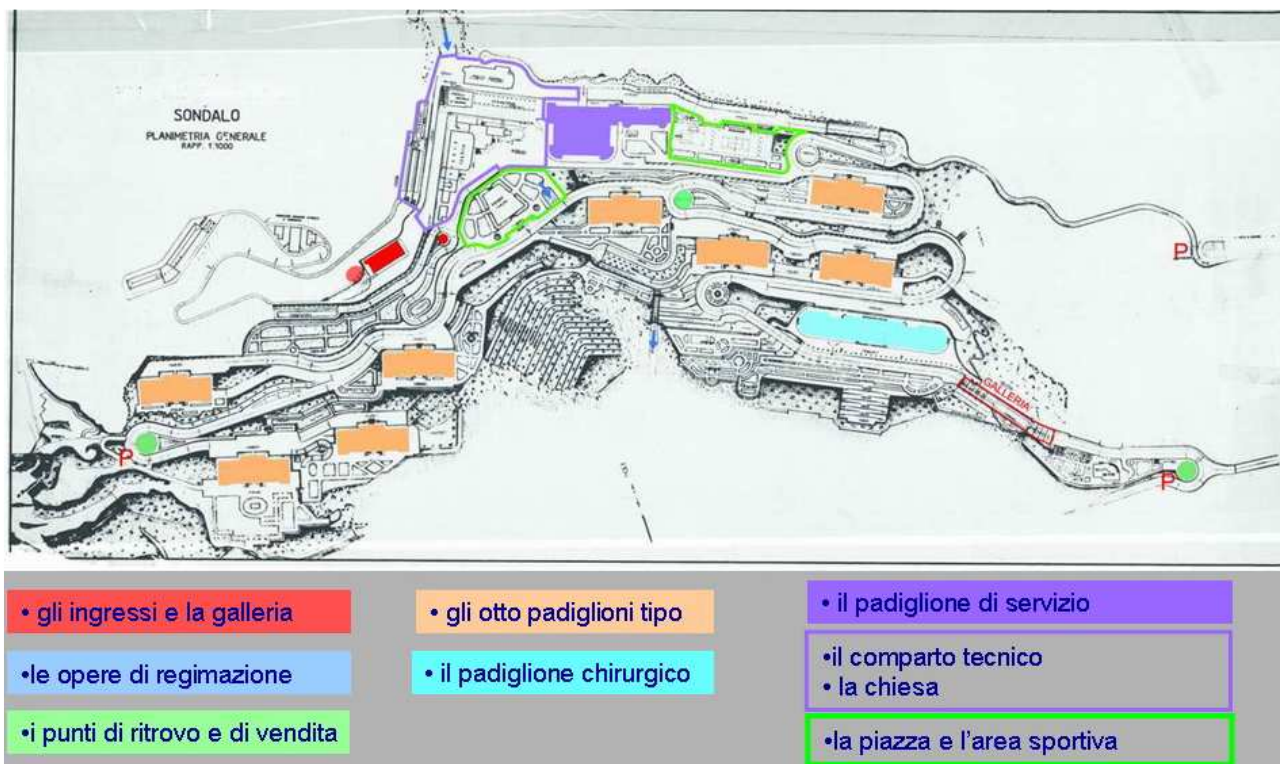 SONDALO
PLANIMETRIA GENERALE
RAPP. 1:1000
P
GALLERIA
P
P
• gli ingressi e la galleria
•le opere di regimazione
•i punti di ritrovo e di vendita
• gli otto padiglioni tipo
• il padiglione chirurgico
• il padiglione di servizio
•il comparto tecnico
• la chiesa
•la piazza e l'area sportiva